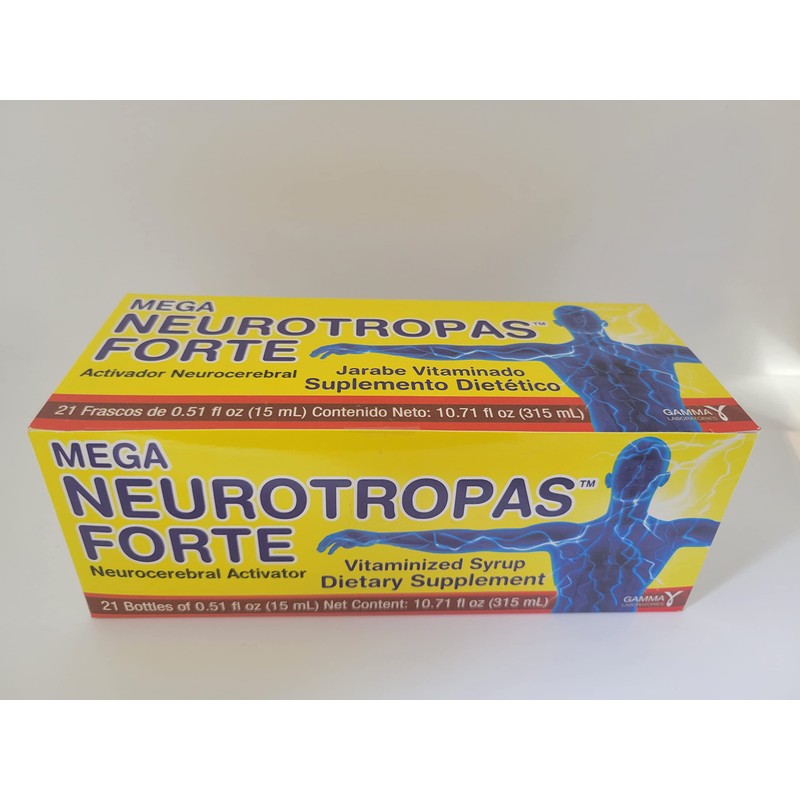 MEGA
NEUROTROPAS™
FORTE
Activador Neurocerebral
Jarabe Vitaminado
Suplemento Dietético
21 Frascos de 0.51 fl oz (15 mL) Contenido Neto: 10.71 fl oz (315 mL)
GAMMA
LABORATORIES
MEGA
NEUROTROPAS™
FORTE
Neurocerebral Activator
Vitaminized Syrup
Dietary Supplement
21 Bottles of 0.51 fl oz (15 mL) Net Content: 10.71 fl oz (315 mL)
GAMMA
LABORATORIES